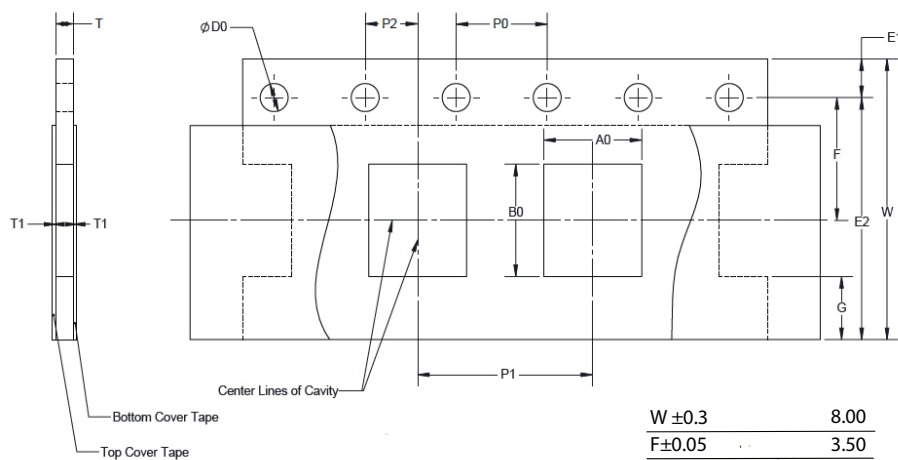 T
P2
P0
E1
ϕD0
A0
F
B0
T1
T1
E2
W
G
P1
Center Lines of Cavity
Bottom Cover Tape
Top Cover Tape
W ±0.3 8.00
F±0.05 3.50